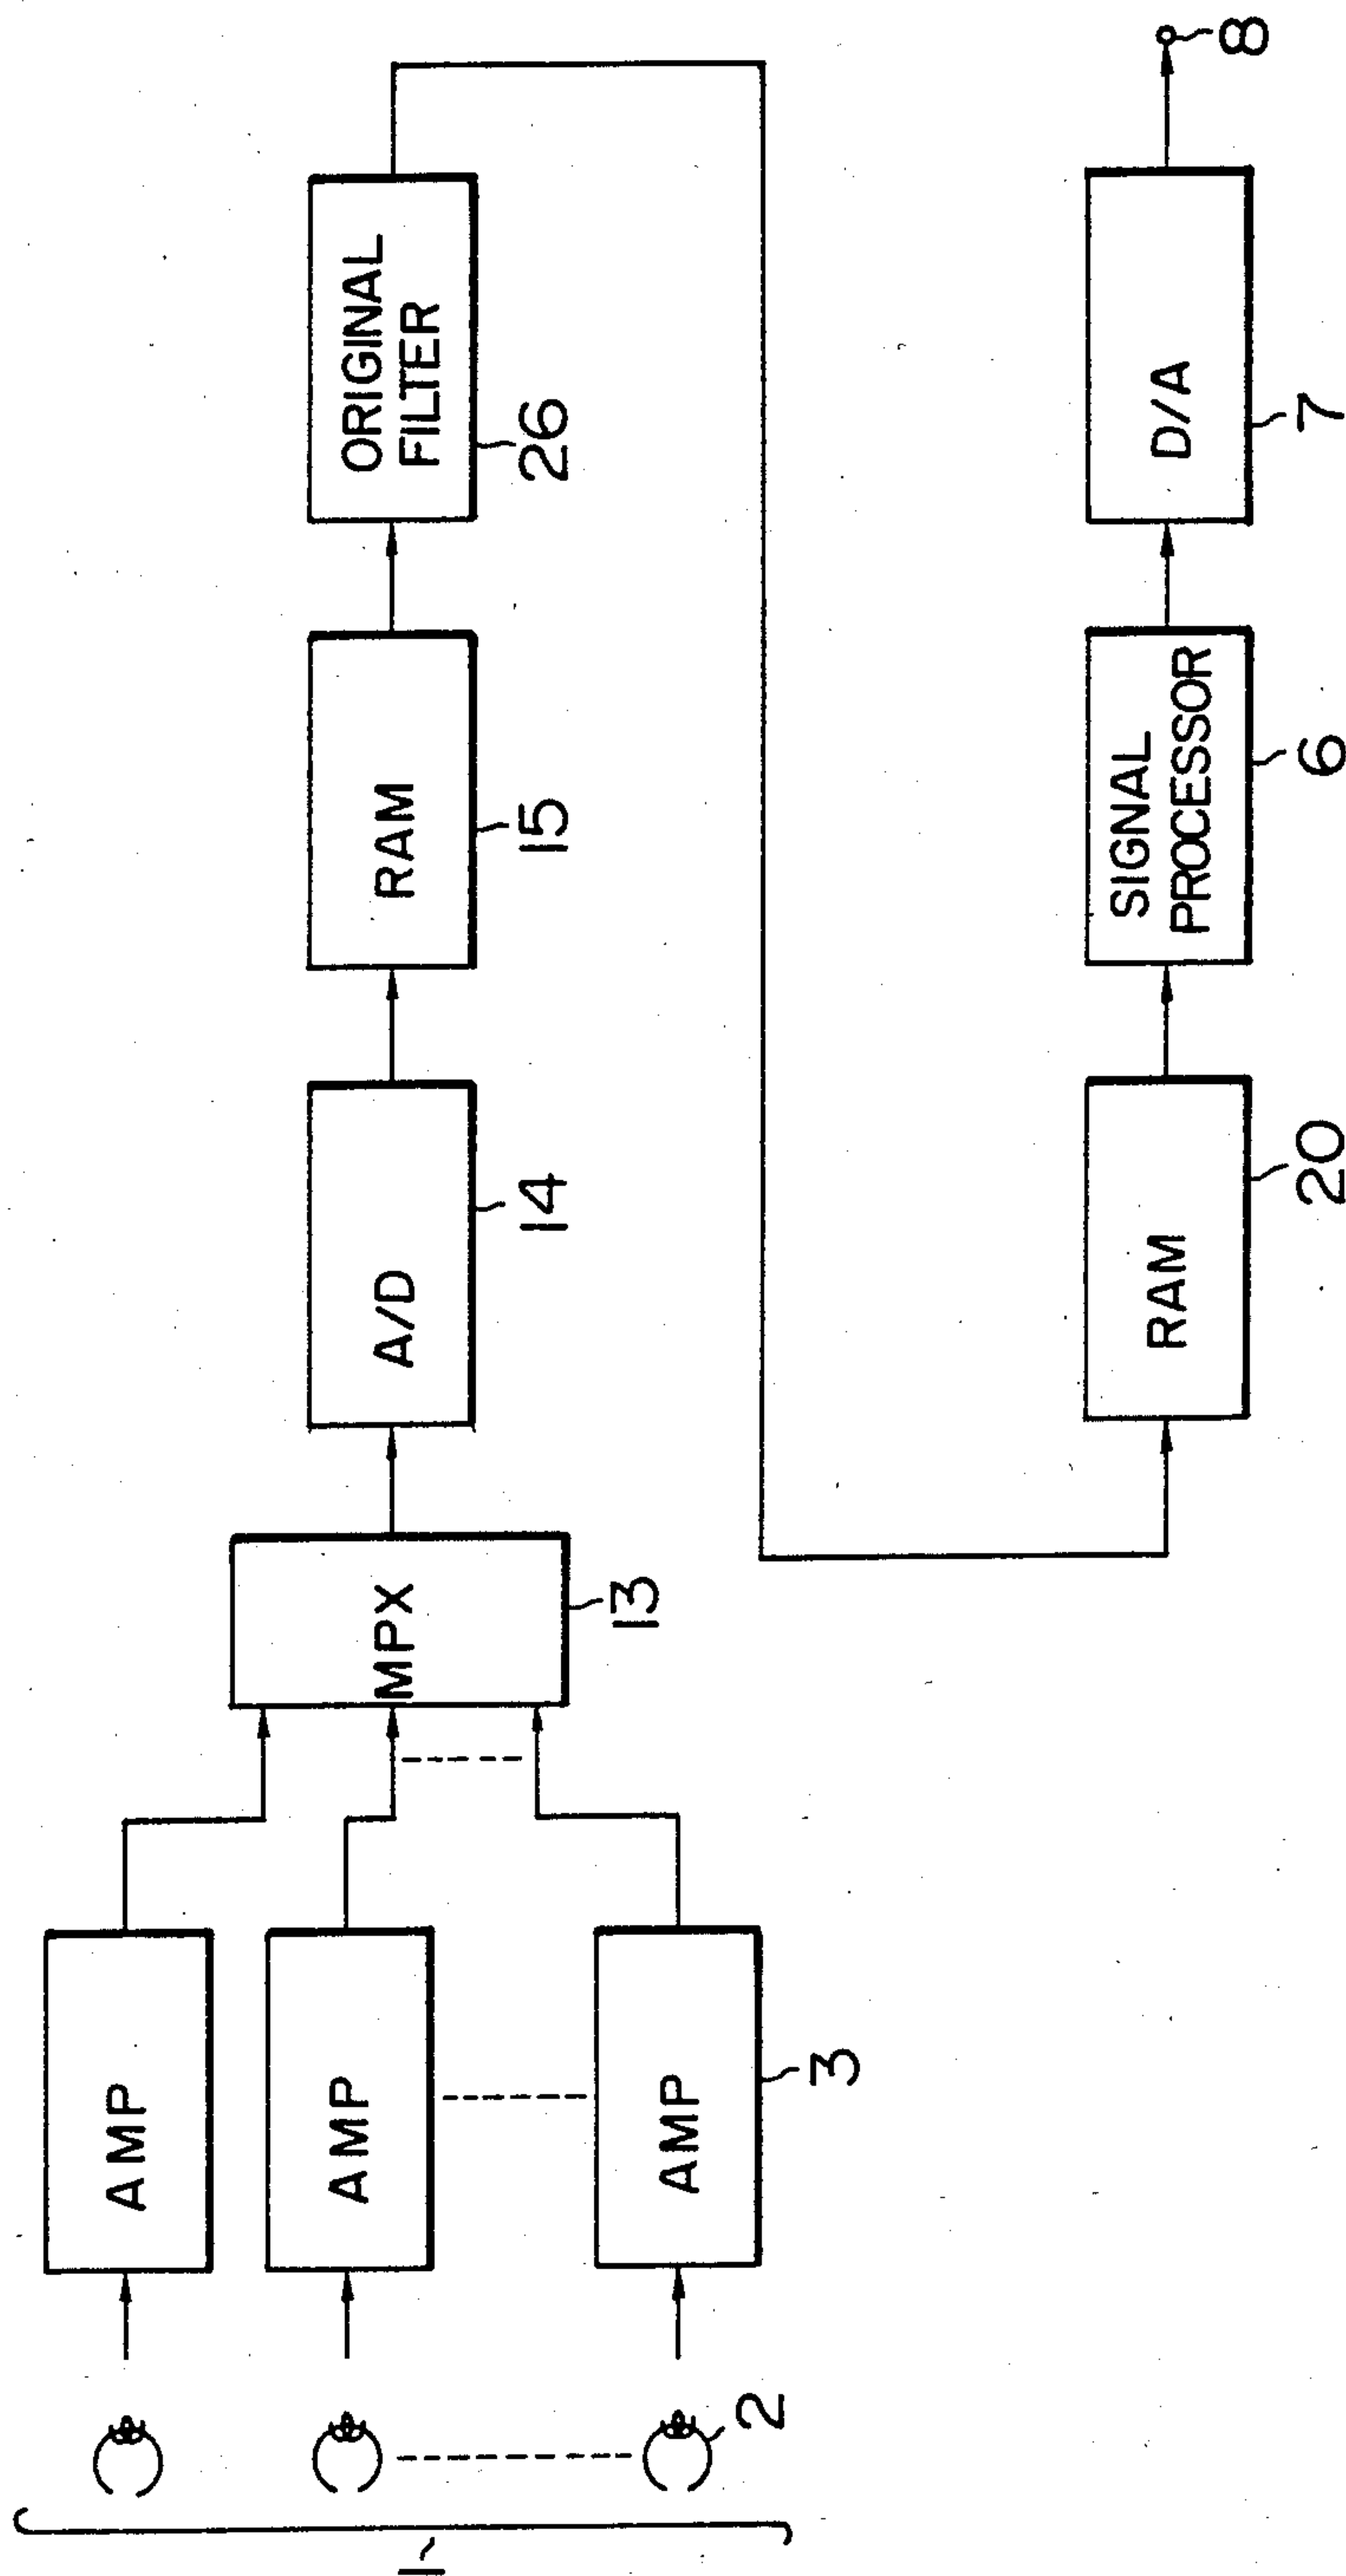 1
2
AMP
AMP
AMP
3
MPX
13
A/D
14
RAM
15
ORIGINAL
FILTER
26
RAM
20
SIGNAL
PROCESSOR
6
D/A
7
8